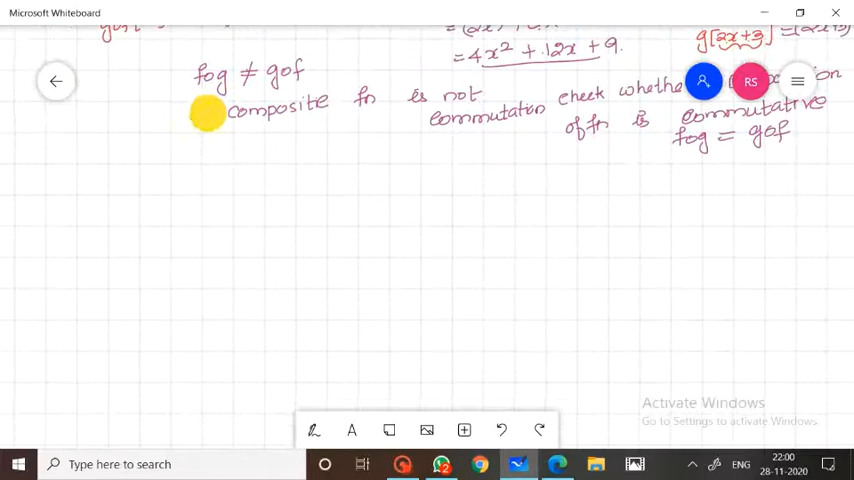 Microsoft Whiteboard
= 4x² + 12x + 9.
g[2x+3]
fog ≠ gof
RS
composite fn is not
commutation
check whethe
of fn is commutative
fog = gof
Activate Windows
Go to Settings to activate Windows.
Type here to search
2
ENG
22:00
28-11-2020